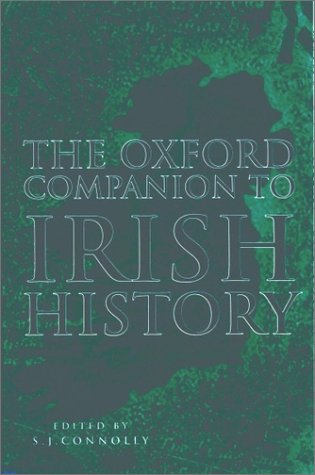 THE OXFORD
COMPANION TO
IRISH
HISTORY
EDITED BY
S.J.CONNOLLY